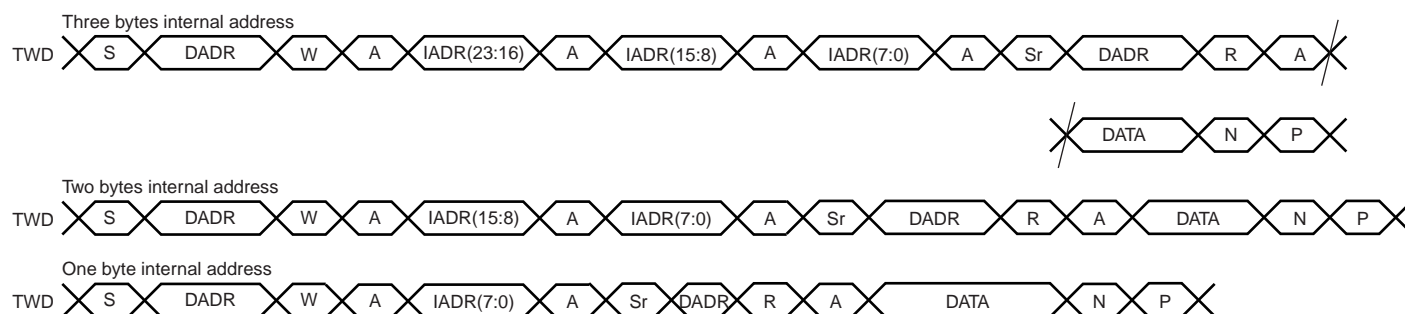 Three bytes internal address
TWD S DADR W A IADR(23:16) A IADR(15:8) A IADR(7:0) A Sr DADR R A
DATA N P
Two bytes internal address
TWD S DADR W A IADR(15:8) A IADR(7:0) A Sr DADR R A DATA N P
One byte internal address
TWD S DADR W A IADR(7:0) A Sr DADR R A DATA N P